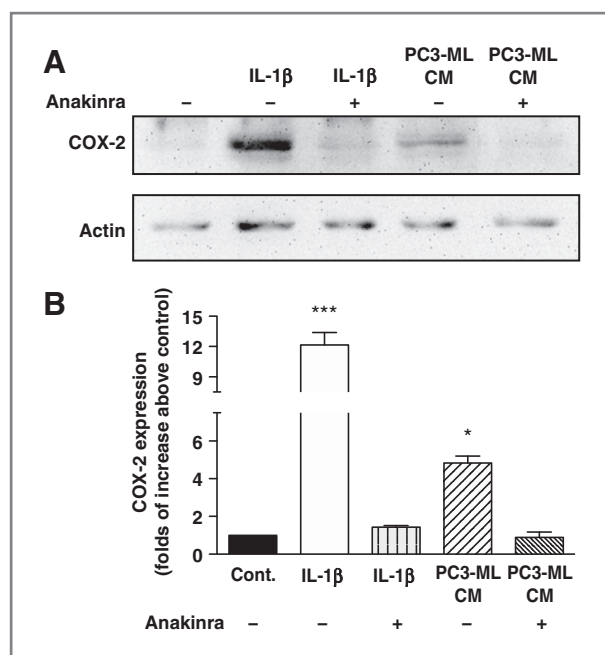 A
IL-1β IL-1β PC3-ML CM PC3-ML CM
Anakinra – – + – +
COX-2
Actin
B
COX-2 expression
(folds of increase above control)
15
12
9
6
4
2
0
***
*
Cont. IL-1β IL-1β PC3-ML CM PC3-ML CM
Anakinra – – + – +